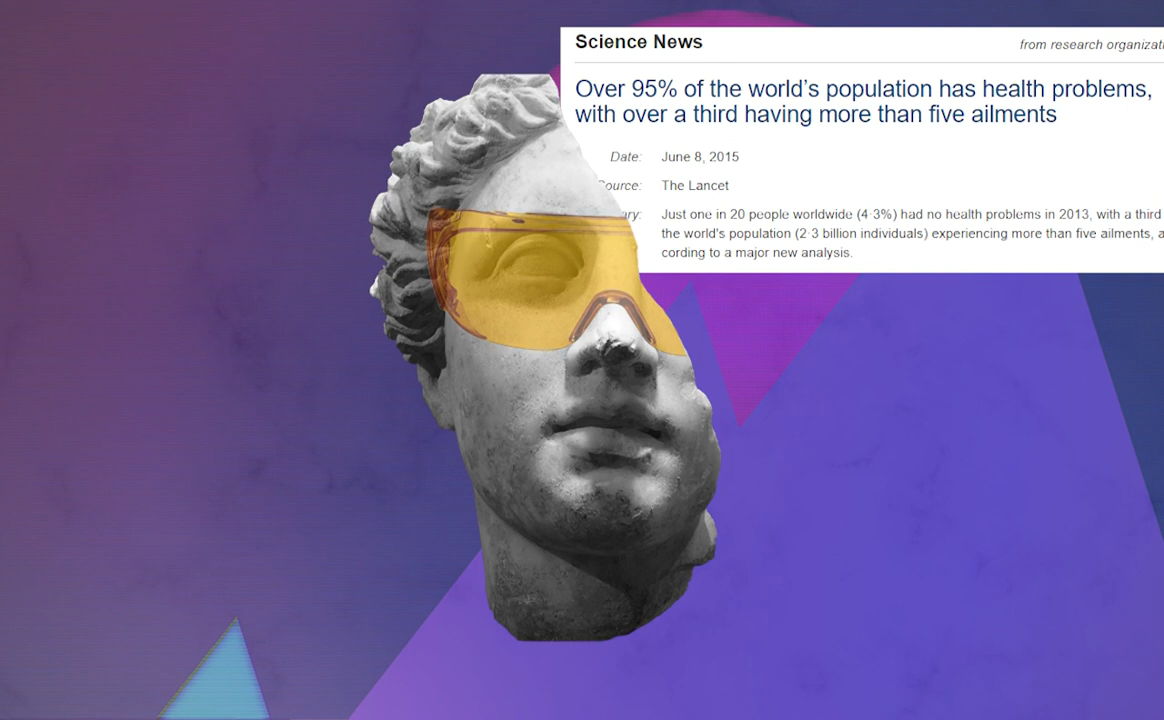 Science News
from research organizati
Over 95% of the world's population has health problems,
with over a third having more than five ailments
Date: June 8, 2015
Source: The Lancet
ary: Just one in 20 people worldwide (4·3%) had no health problems in 2013, with a third
the world's population (2·3 billion individuals) experiencing more than five ailments, a
cording to a major new analysis.